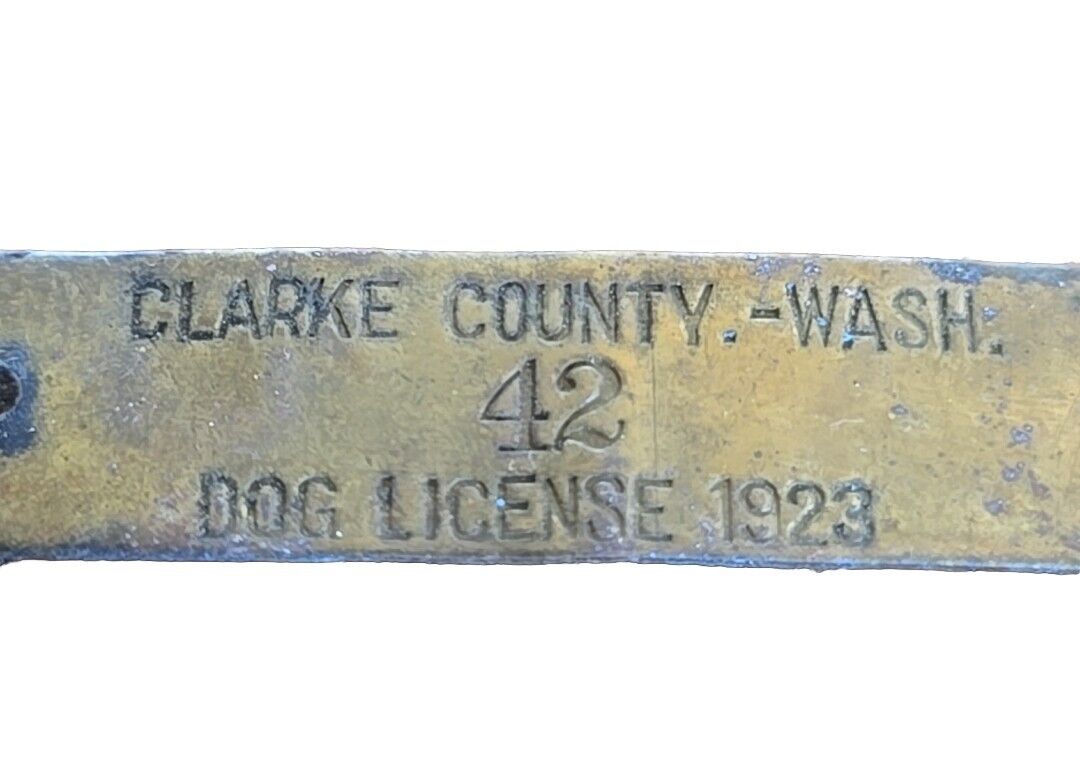 CLARKE COUNTY.-WASH.
42
DOG LICENSE 1923